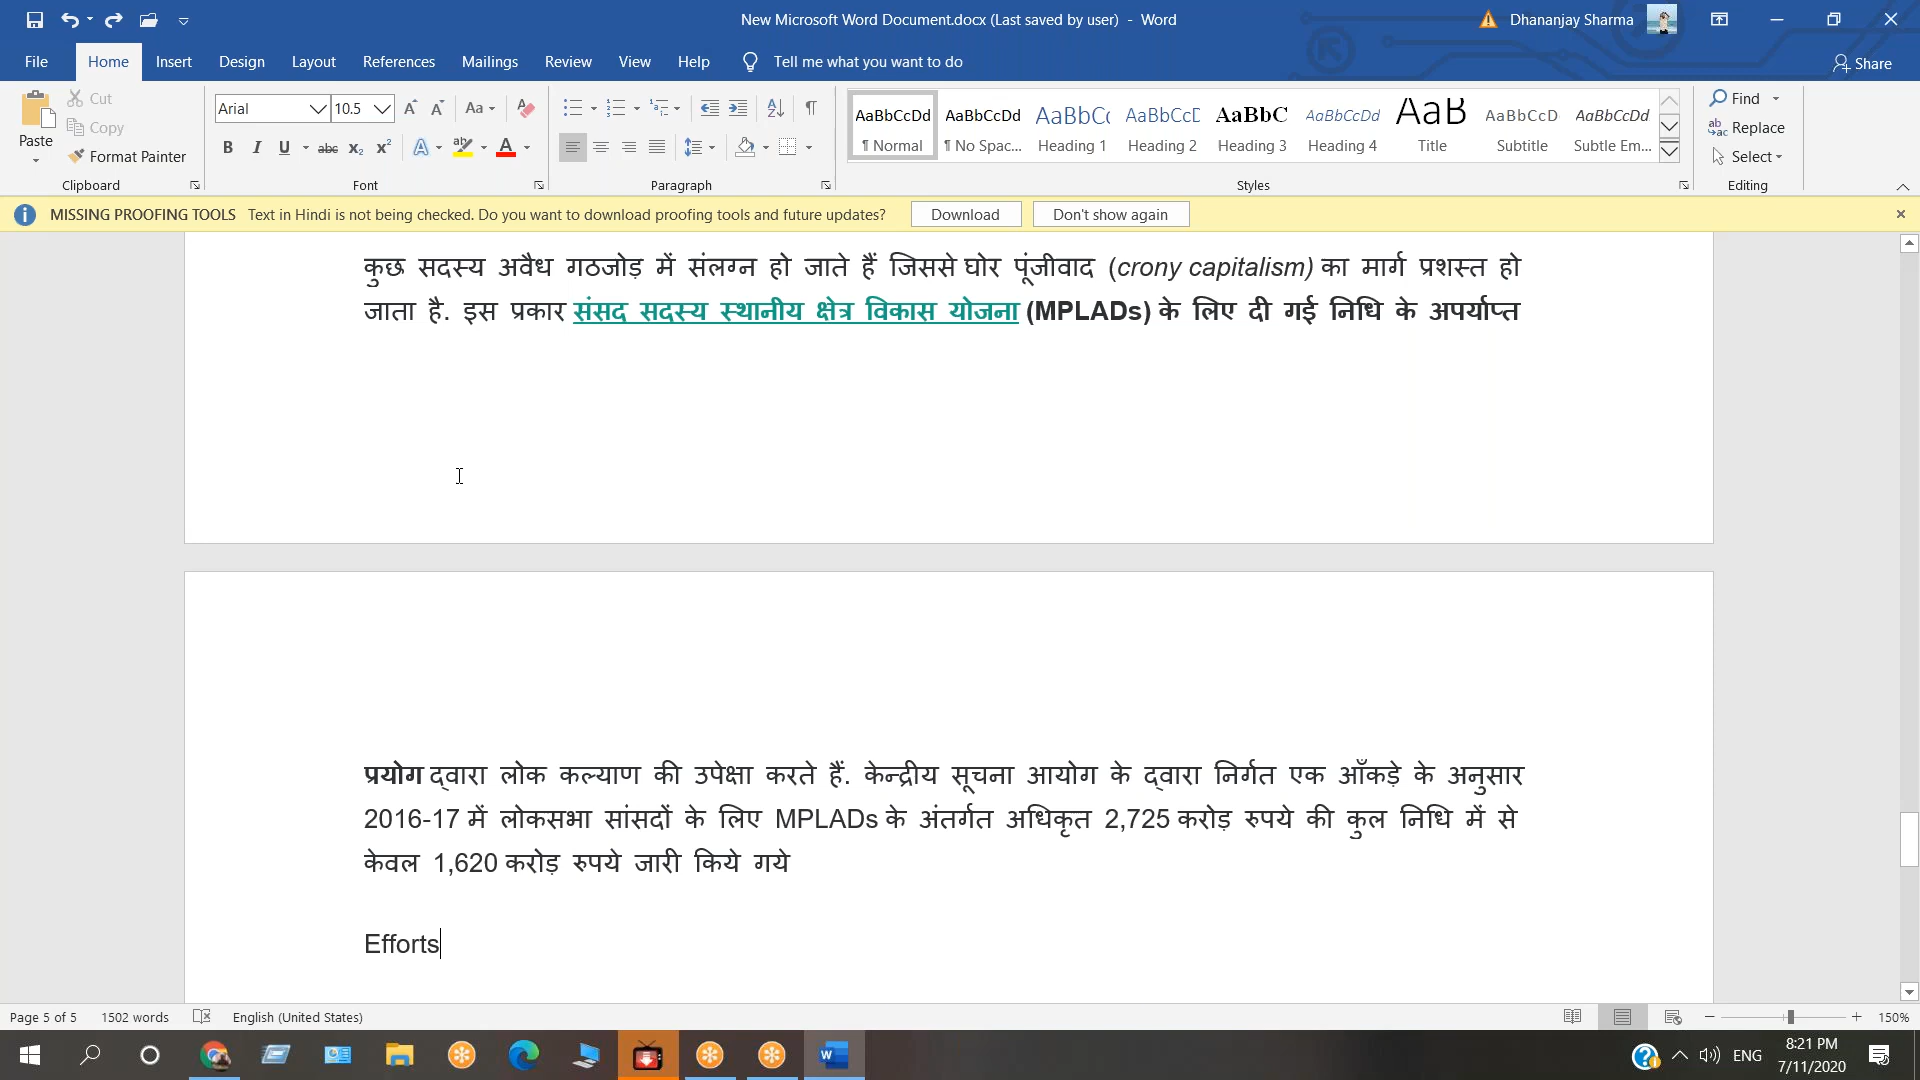 New Microsoft Word Document.docx (Last saved by user) - Word
Dhananjay Sharma
File Home Insert Design Layout References Mailings Review View Help Tell me what you want to do
Share
Paste
Cut
Copy
Format Painter
Clipboard
Arial 10.5
Font
Paragraph
AaBbCcDd ¶ Normal
AaBbCcDd ¶ No Spac...
AaBbCc Heading 1
AaBbCcD Heading 2
AaBbC Heading 3
AaBbCcDd Heading 4
AaB Title
AaBbCcD Subtitle
AaBbCcDd Subtle Em...
Styles
Find
Replace
Select
Editing
MISSING PROOFING TOOLS Text in Hindi is not being checked. Do you want to download proofing tools and future updates? Download Don't show again
कुछ सदस्य अवैध गठजोड़ में संलग्न हो जाते हैं जिससे घोर पूंजीवाद (crony capitalism) का मार्ग प्रशस्त हो
जाता है. इस प्रकार संसद सदस्य स्थानीय क्षेत्र विकास योजना (MPLADs) के लिए दी गई निधि के अपर्याप्त
प्रयोग द्वारा लोक कल्याण की उपेक्षा करते हैं. केन्द्रीय सूचना आयोग के द्वारा निर्गत एक आँकड़े के अनुसार
2016-17 में लोकसभा सांसदों के लिए MPLADs के अंतर्गत अधिकृत 2,725 करोड़ रुपये की कुल निधि में से
केवल 1,620 करोड़ रुपये जारी किये गये
Efforts
Page 5 of 5 1502 words English (United States) 150%
ENG
8:21 PM
7/11/2020